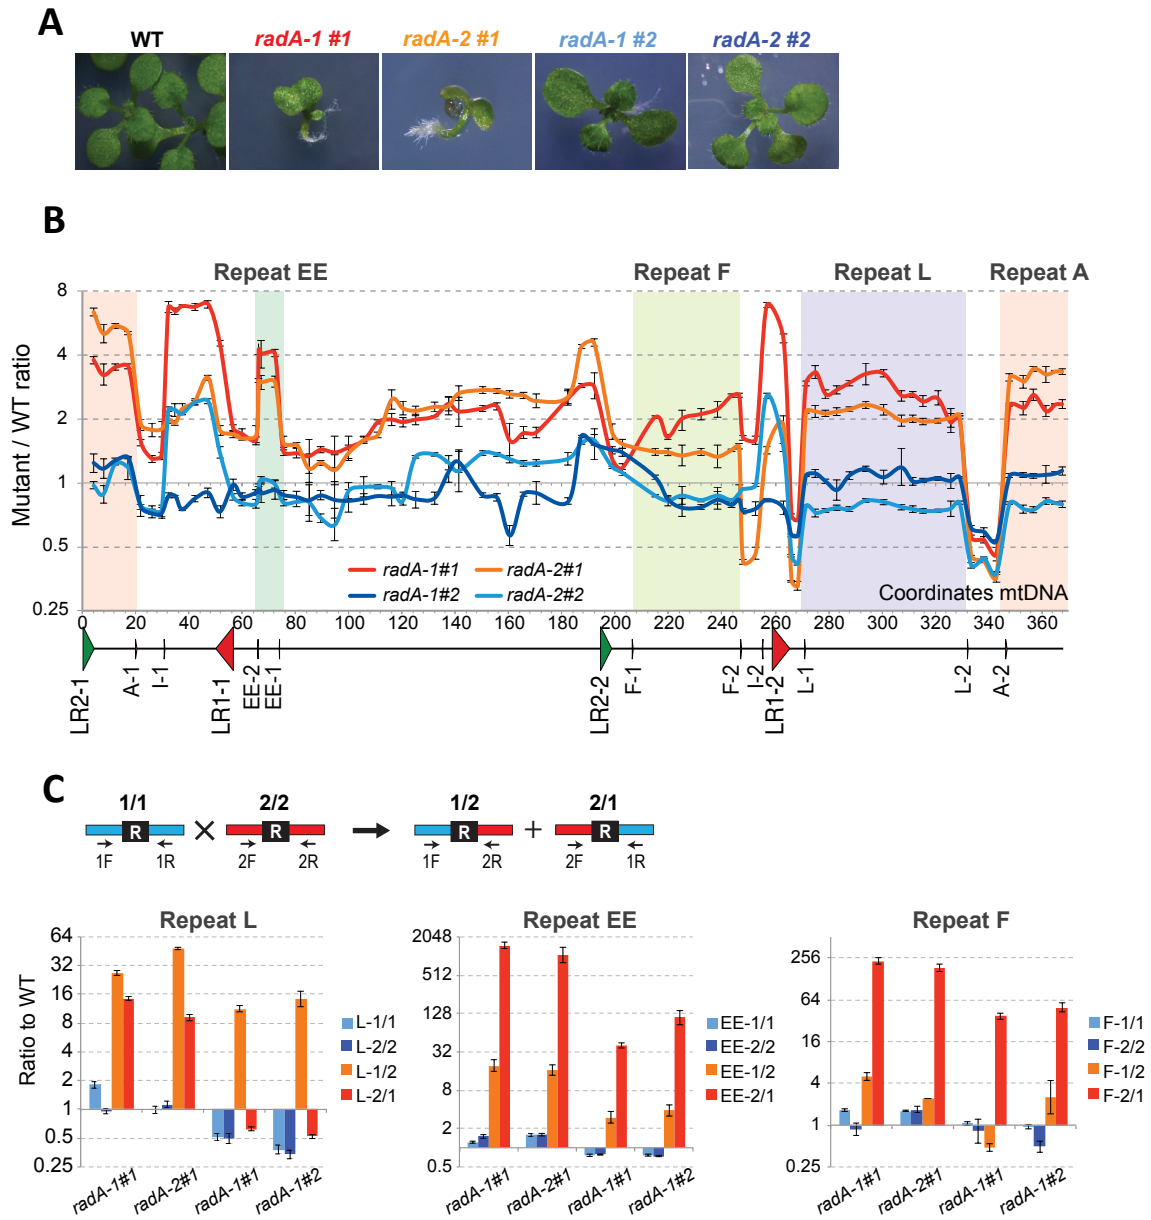 A
WT radA-1 #1 radA-2 #1 radA-1 #2 radA-2 #2
B
Repeat EE Repeat F Repeat L Repeat A
Mutant / WT ratio
8
4
2
1
0.5
0.25
radA-1#1 radA-2#1
radA-1#2 radA-2#2
Coordinates mtDNA
0 20 40 60 80 100 120 140 160 180 200 220 240 260 280 300 320 340 360
LR2-1 A-1 I-1 LR1-1 EE-2 EE-1 LR2-2 F-1 F-2 I-2 LR1-2 L-1 L-2 A-2
C
1/1 2/2 1/2 2/1
R × R R + R
1F 1R 2F 2R 1F 2R 2F 1R
Repeat L
Ratio to WT
64
32
16
8
4
2
1
0.5
0.25
L-1/1
L-2/2
L-1/2
L-2/1
radA-1#1 radA-2#1 radA-1#1 radA-1#2
Repeat EE
2048
512
128
32
8
2
0.5
EE-1/1
EE-2/2
EE-1/2
EE-2/1
radA-1#1 radA-2#1 radA-1#1 radA-1#2
Repeat F
256
64
16
4
1
0.25
F-1/1
F-2/2
F-1/2
F-2/1
radA-1#1 radA-2#1 radA-1#1 radA-1#2